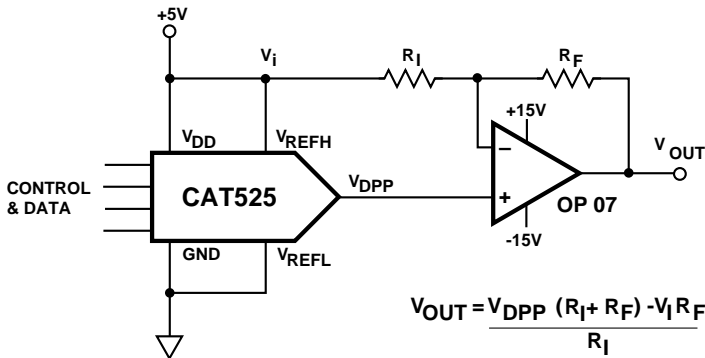 +5V
Vi
RI
RF
+15V
VDD
VREFH
VOUT
CONTROL
& DATA
CAT525
VDPP
–
+
OP 07
-15V
GND
VREFL
VOUT = VDPP (RI+ RF) -VI RF
RI